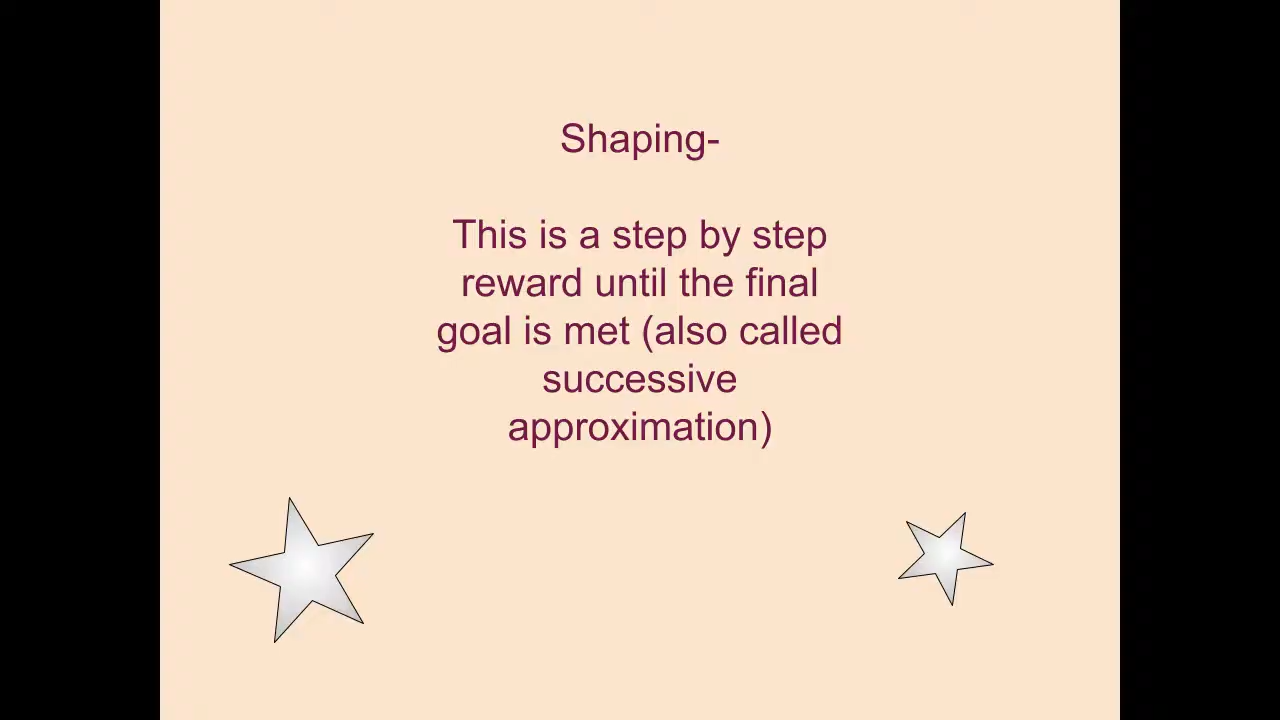 Shaping-
This is a step by step
reward until the final
goal is met (also called
successive
approximation)